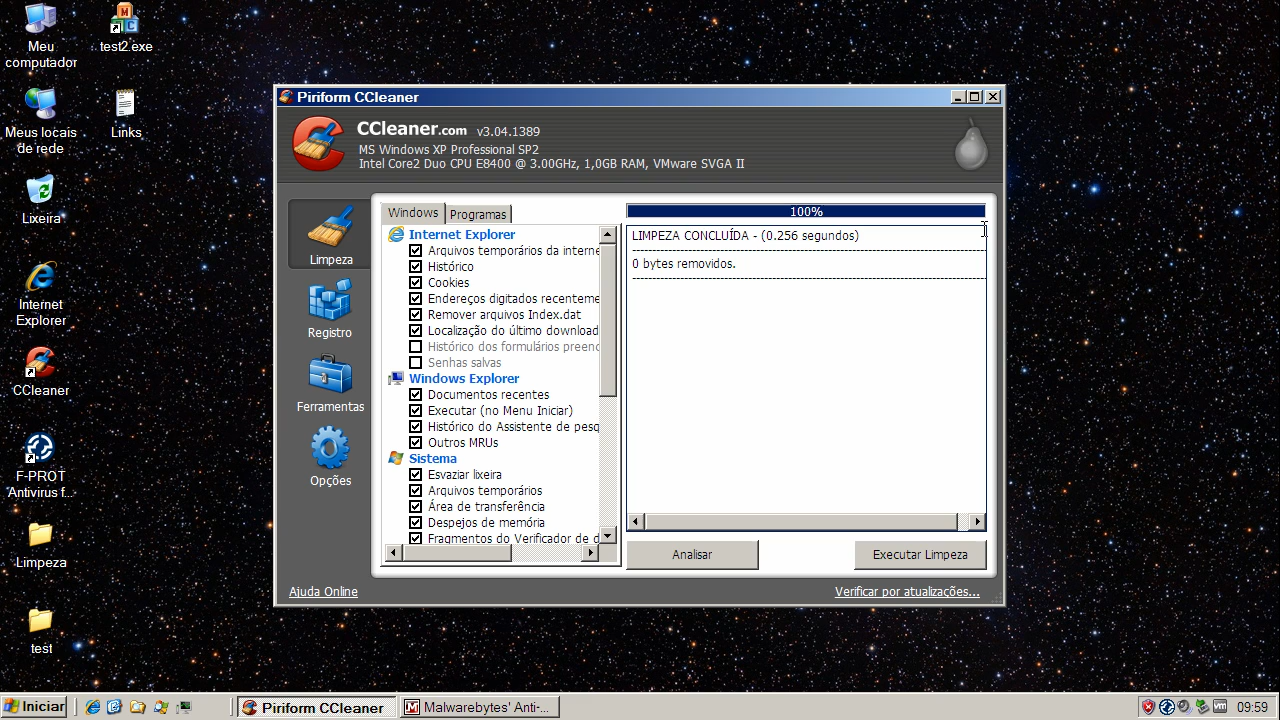 Meu
computador
test2.exe
Meus locais
de rede
Links
Lixeira
Internet
Explorer
CCleaner
F-PROT
Antivirus f...
Limpeza
test
Piriform CCleaner
CCleaner.com v3.04.1389
MS Windows XP Professional SP2
Intel Core2 Duo CPU E8400 @ 3.00GHz, 1,0GB RAM, VMware SVGA II
Limpeza
Registro
Ferramentas
Opções
Windows
Programas
Internet Explorer
Arquivos temporários da interne
Histórico
Cookies
Endereços digitados recenteme
Remover arquivos Index.dat
Localização do último download
Histórico dos formulários preenc
Senhas salvas
Windows Explorer
Documentos recentes
Executar (no Menu Iniciar)
Histórico do Assistente de pesq
Outros MRUs
Sistema
Esvaziar lixeira
Arquivos temporários
Área de transferência
Despejos de memória
Fragmentos do Verificador de d
100%
LIMPEZA CONCLUÍDA - (0.256 segundos)
0 bytes removidos.
Analisar
Executar Limpeza
Ajuda Online
Verificar por atualizações...
Iniciar
Piriform CCleaner
Malwarebytes' Anti-...
vm
09:59